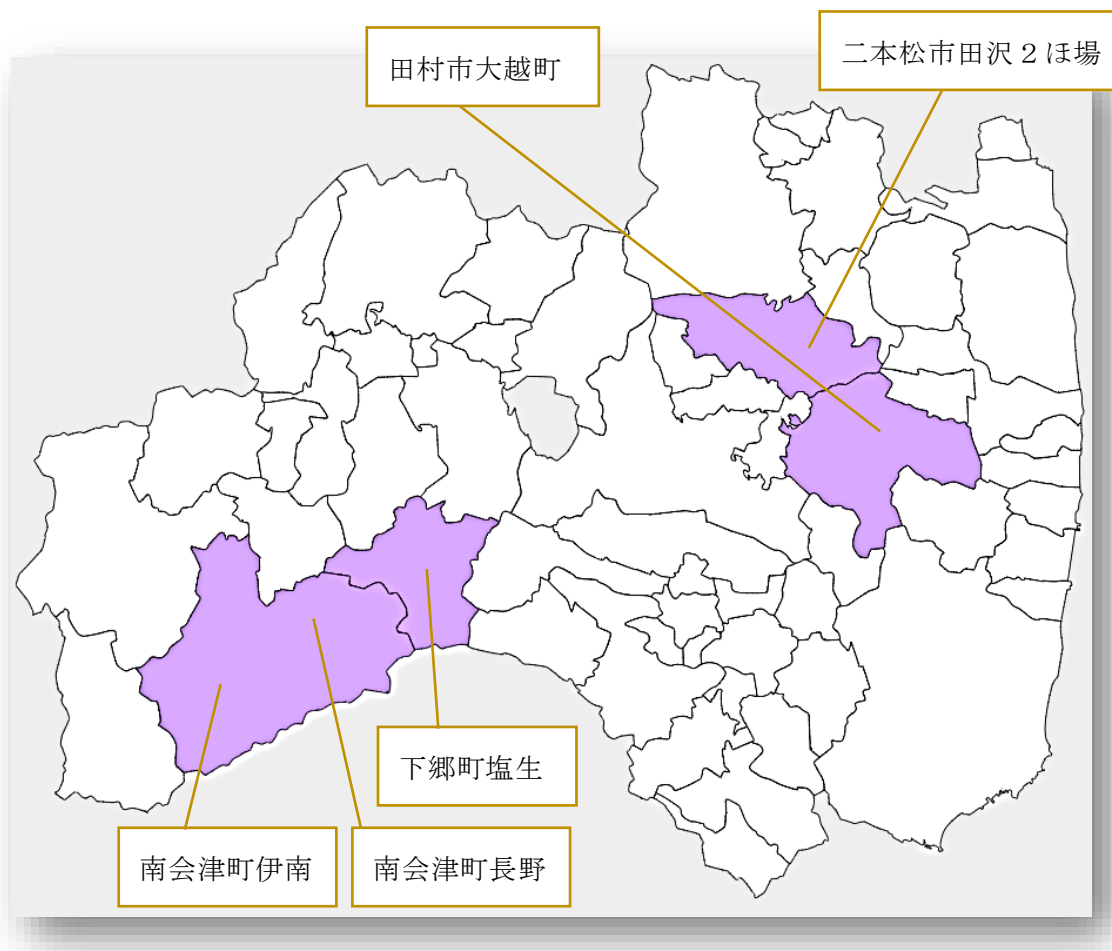 二本松市田沢２ほ場
田村市大越町
下郷町塩生
南会津町伊南
南会津町長野